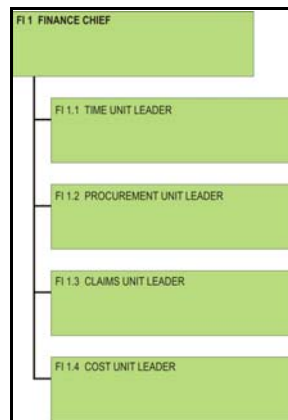 FI 1 FINANCE CHIEF
FI 1.1 TIME UNIT LEADER
FI 1.2 PROCUREMENT UNIT LEADER
FI 1.3 CLAIMS UNIT LEADER
FI 1.4 COST UNIT LEADER